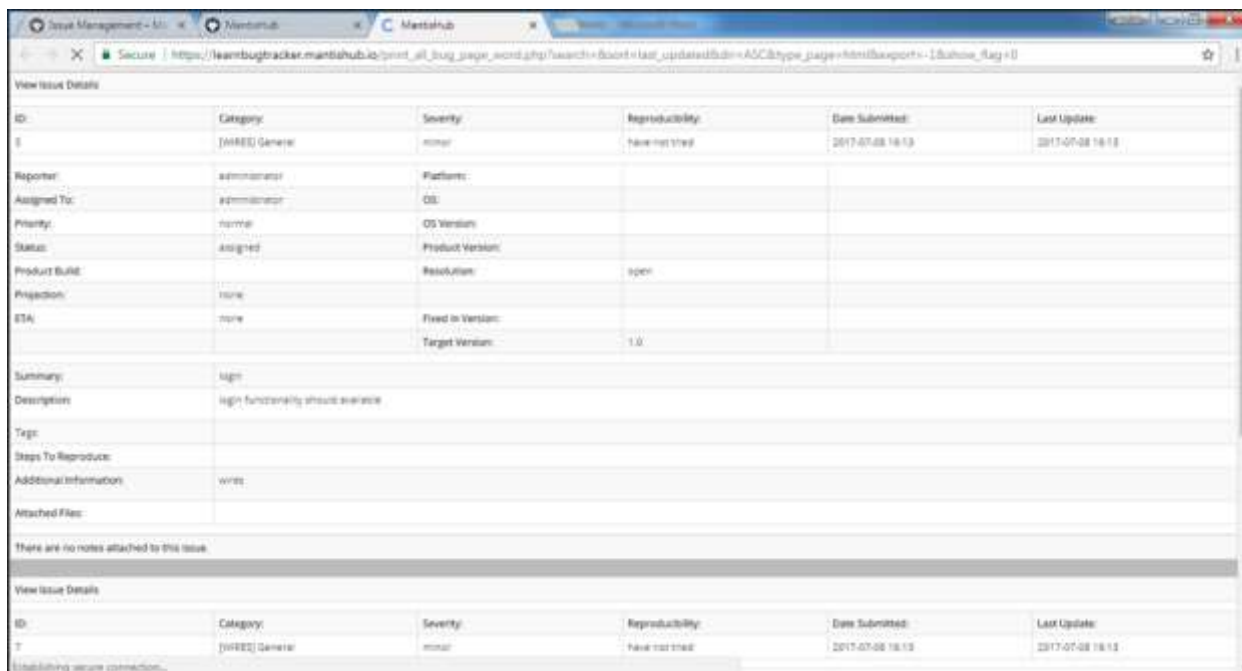 Issue Management – M
MantisHub
MantisHub
Secure https://learnbugtracker.mantishub.io/print_all_bug_page_word.php?search=&sort=last_updated&dir=ASC&type_page=html&export=-1&show_flag=0
View Issue Details
ID: Category: Severity: Reproducibility: Date Submitted: Last Update:
[WIRES] General minor have not tried 2017-07-08 16:13 2017-07-08 16:13
Reporter: administrator Platform:
Assigned To: administrator OS:
Priority: normal OS Version:
Status: assigned Product Version:
Product Build: Resolution: open
Projection: none
ETA: none Fixed in Version:
Target Version: 1.0
Summary: login
Description: login functionality should available
Tags:
Steps To Reproduce:
Additional Information: wires
Attached Files:
There are no notes attached to this issue.
View Issue Details
ID: Category: Severity: Reproducibility: Date Submitted: Last Update:
7 [WIRES] General minor have not tried 2017-07-08 16:13 2017-07-08 16:13
Establishing secure connection...